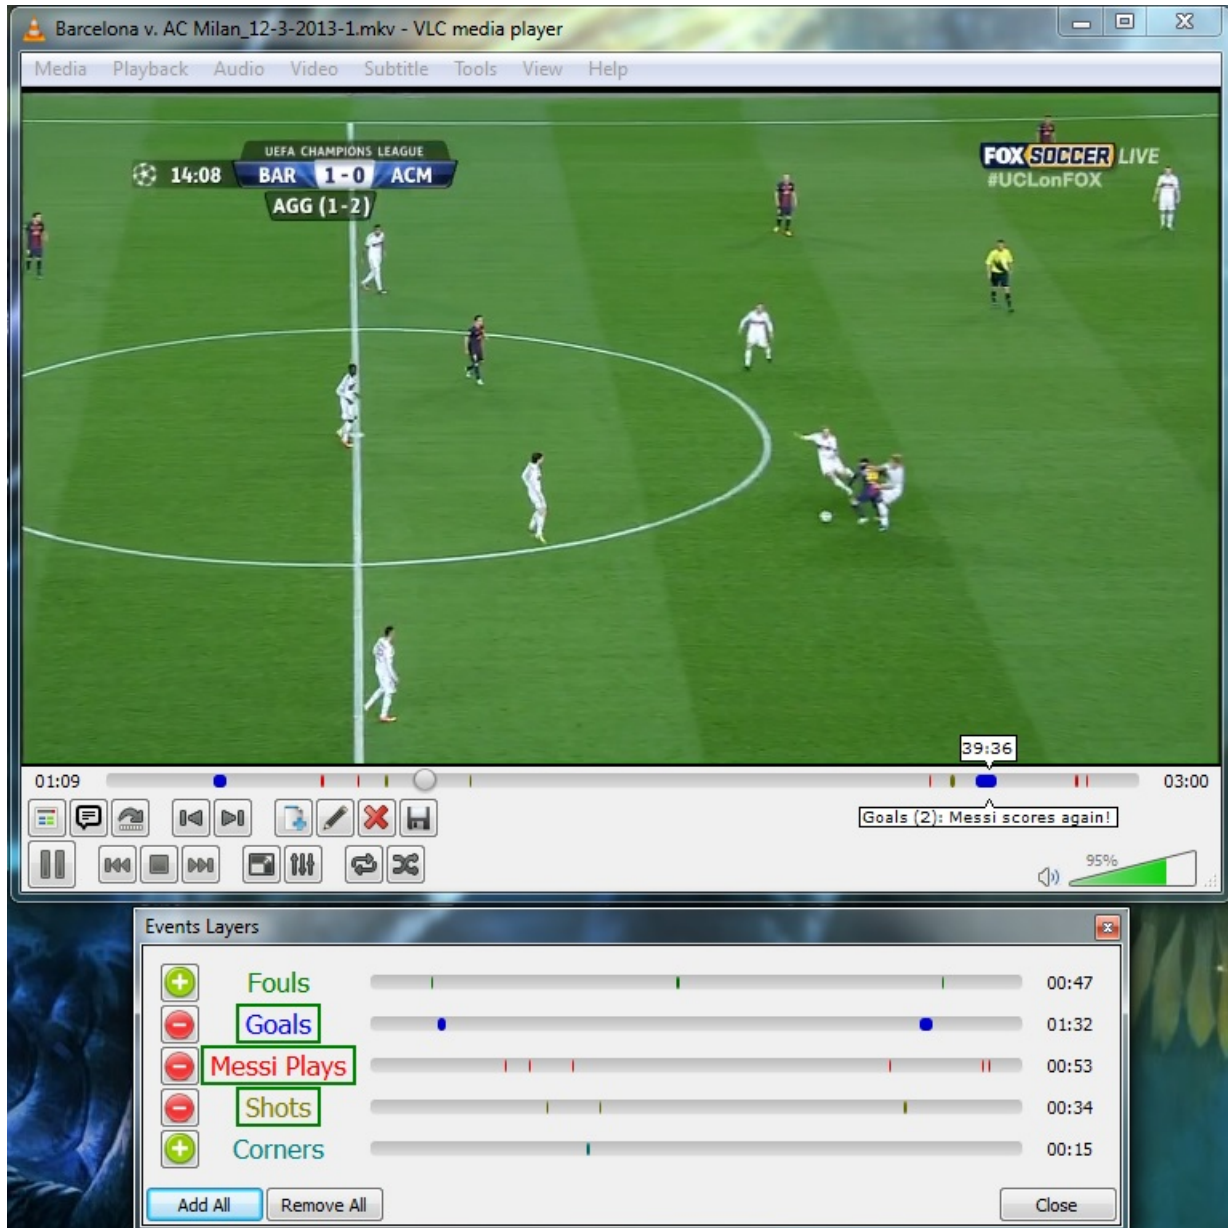 Barcelona v. AC Milan_12-3-2013-1.mkv - VLC media player
Media Playback Audio Video Subtitle Tools View Help
UEFA CHAMPIONS LEAGUE
14:08 BAR 1-0 ACM
AGG (1-2)
FOX SOCCER LIVE
#UCLonFOX
39:36
01:09
03:00
Goals (2): Messi scores again!
95%
Events Layers
Fouls 00:47
Goals 01:32
Messi Plays 00:53
Shots 00:34
Corners 00:15
Add All Remove All Close